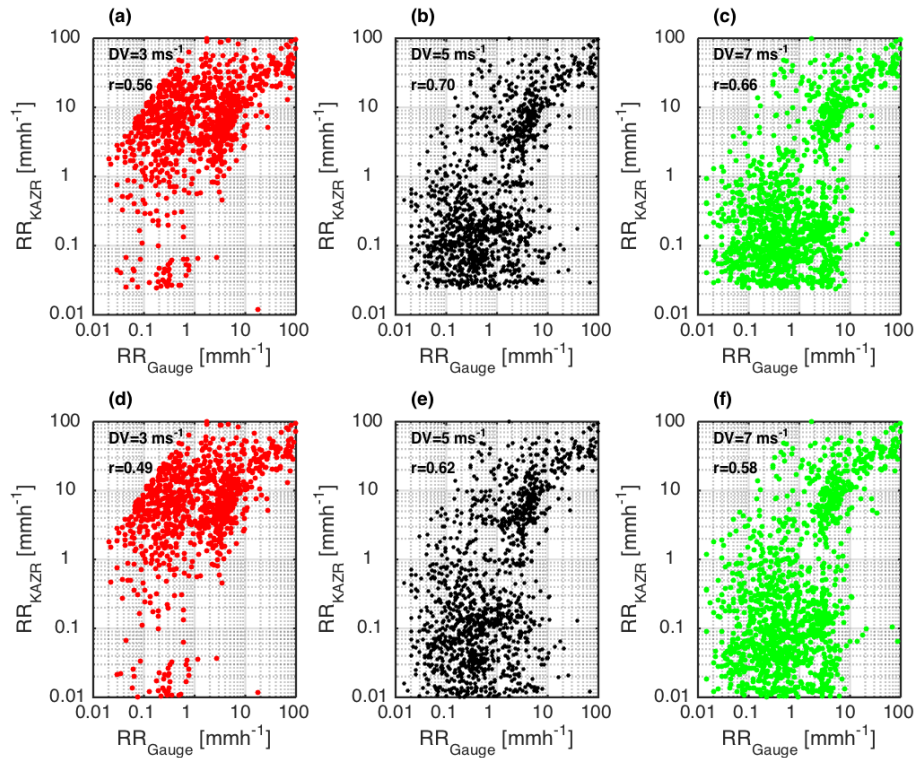 (a)
(b)
(c)
DV=3 ms⁻¹
r=0.56
DV=5 ms⁻¹
r=0.70
DV=7 ms⁻¹
r=0.66
100
10
1
0.1
0.01
RR_KAZR [mmh⁻¹]
0.01 0.1 1 10 100
RR_Gauge [mmh⁻¹]
100
10
1
0.1
0.01
RR_KAZR [mmh⁻¹]
0.01 0.1 1 10 100
RR_Gauge [mmh⁻¹]
100
10
1
0.1
0.01
RR_KAZR [mmh⁻¹]
0.01 0.1 1 10 100
RR_Gauge [mmh⁻¹]
(d)
(e)
(f)
DV=3 ms⁻¹
r=0.49
DV=5 ms⁻¹
r=0.62
DV=7 ms⁻¹
r=0.58
100
10
1
0.1
0.01
RR_KAZR [mmh⁻¹]
0.01 0.1 1 10 100
RR_Gauge [mmh⁻¹]
100
10
1
0.1
0.01
RR_KAZR [mmh⁻¹]
0.01 0.1 1 10 100
RR_Gauge [mmh⁻¹]
100
10
1
0.1
0.01
RR_KAZR [mmh⁻¹]
0.01 0.1 1 10 100
RR_Gauge [mmh⁻¹]